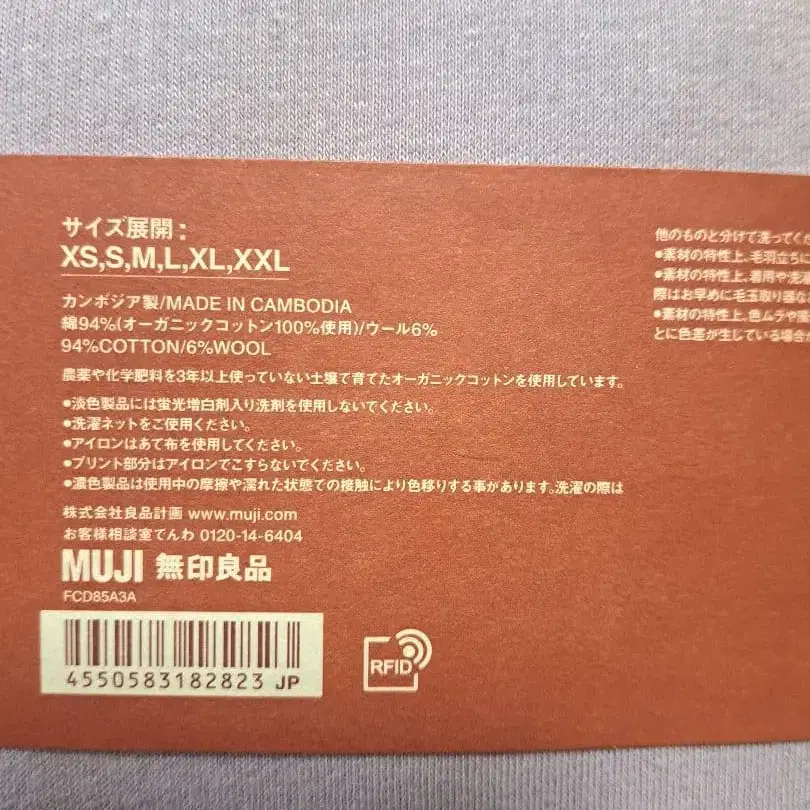 サイズ展開：
XS,S,M,L,XL,XXL
カンボジア製/MADE IN CAMBODIA
綿94%(オーガニックコットン100%使用)/ウール6%
94%COTTON/6%WOOL
農薬や化学肥料を3年以上使っていない土壌で育てたオーガニックコットンを使用しています。
●淡色製品には蛍光増白剤入り洗剤を使用しないでください。
●洗濯ネットをご使用ください。
●アイロンはあて布を使用してください。
●プリント部分はアイロンでこすらないでください。
●濃色製品は使用中の摩擦や濡れた状態での接触により色移りする事があります。洗濯の際は
株式会社良品計画 www.muji.com
お客様相談室でんわ 0120-14-6404
MUJI 無印良品
FCD85A3A
4550583182823 JP
RFID
他のものと分けて洗ってくだ
●素材の特性上、毛羽立ちに
●素材の特性上、着用や洗濯
際はお早めに毛玉取り器な
●素材の特性上、色ムラや
とに色差が生している場合か